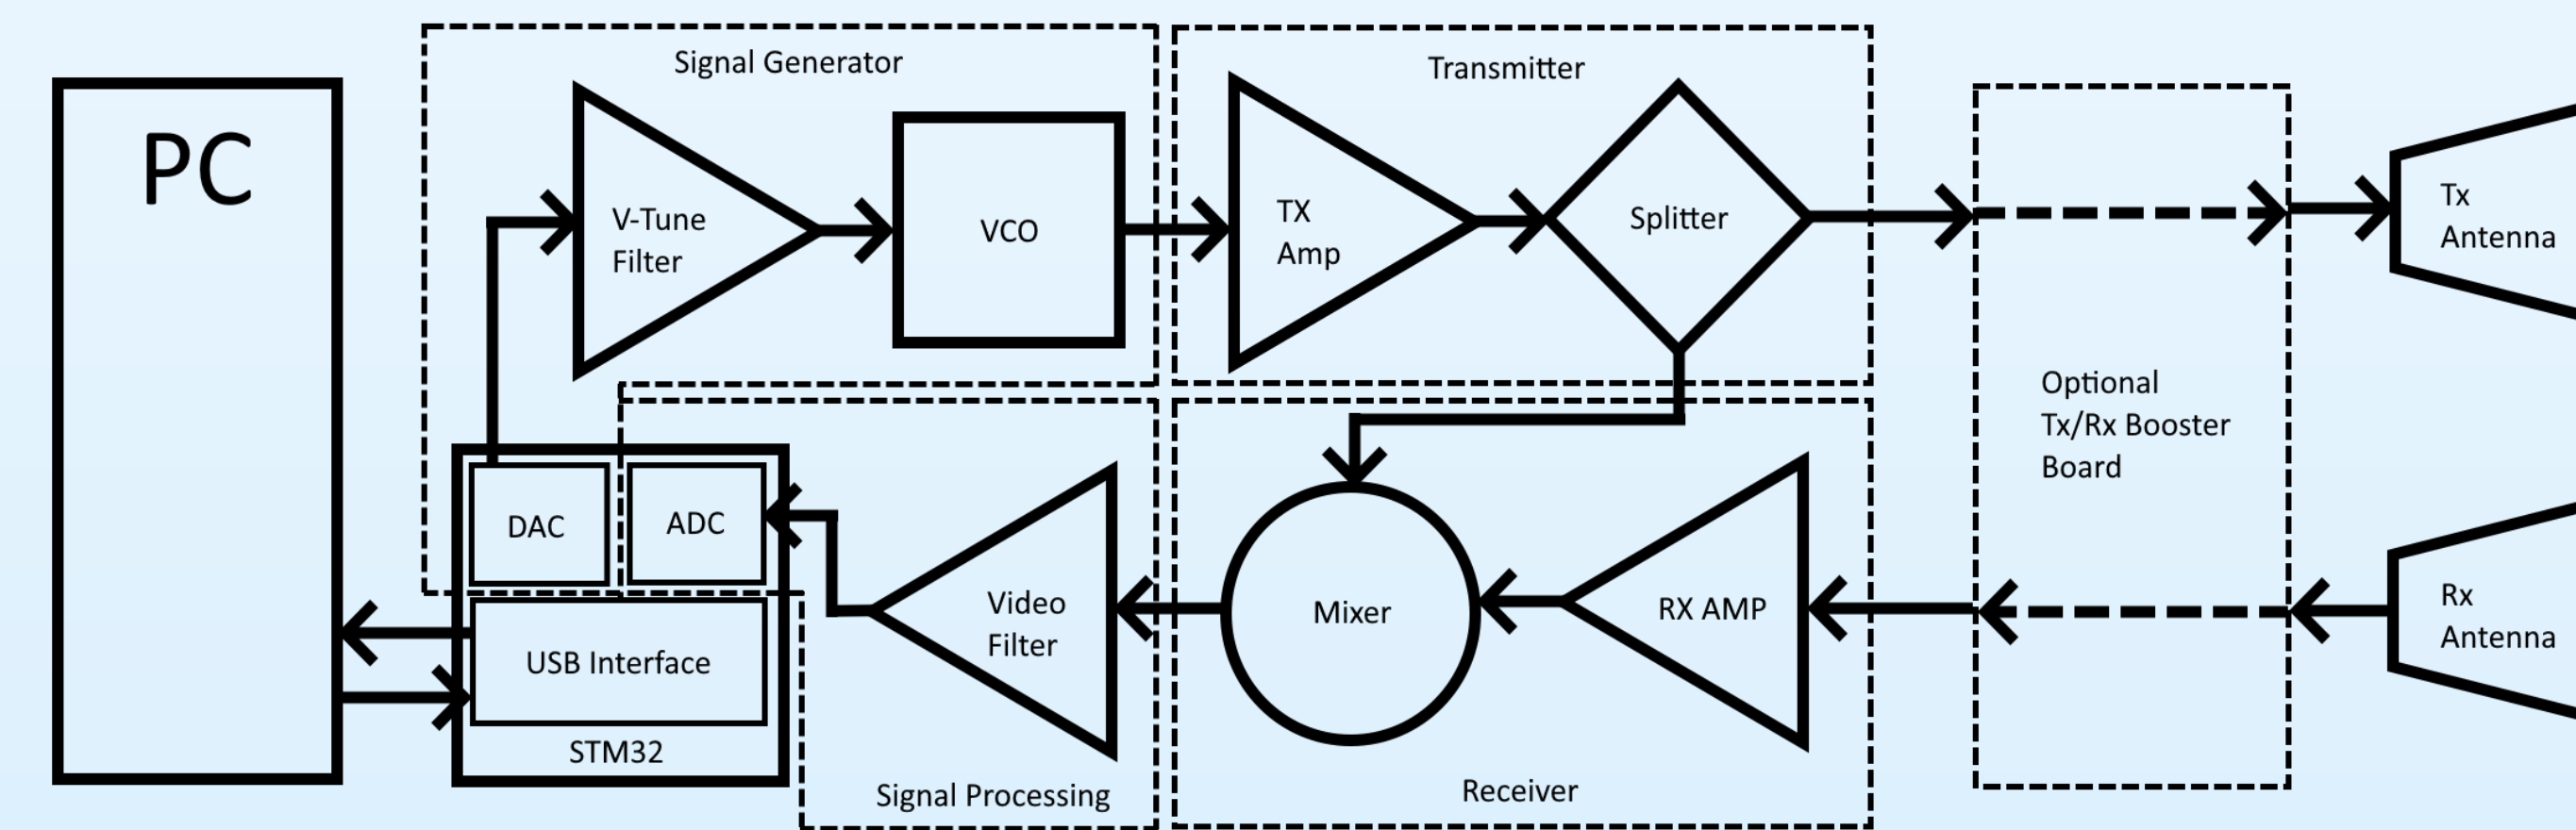 Signal Generator
Transmitter
PC
V-Tune
Filter
VCO
TX
Amp
Splitter
Tx
Antenna
Optional
Tx/Rx Booster
Board
DAC
ADC
Video
Filter
Mixer
RX AMP
Rx
Antenna
USB Interface
STM32
Signal Processing
Receiver